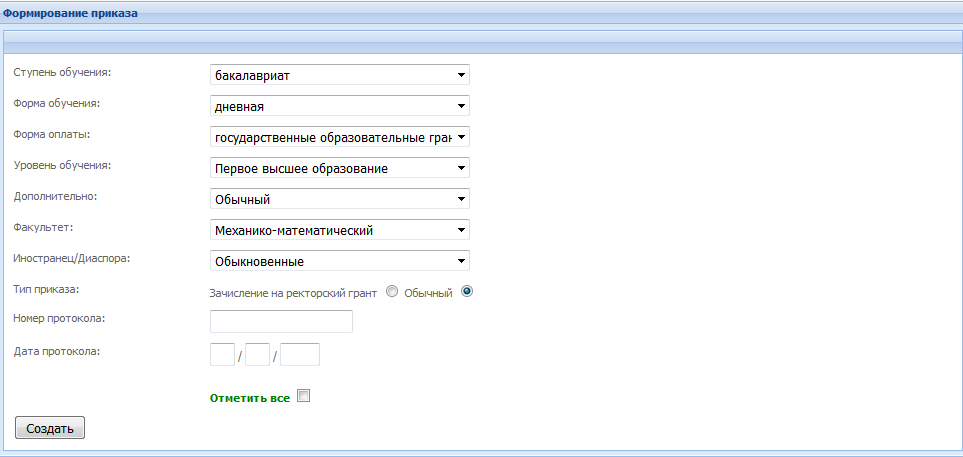 Формирование приказа
Ступень обучения: бакалавриат
Форма обучения: дневная
Форма оплаты: государственные образовательные гран
Уровень обучения: Первое высшее образование
Дополнительно: Обычный
Факультет: Механико-математический
Иностранец/Диаспора: Обыкновенные
Тип приказа: Зачисление на ректорский грант Обычный
Номер протокола:
Дата протокола: / /
Отметить все
Создать